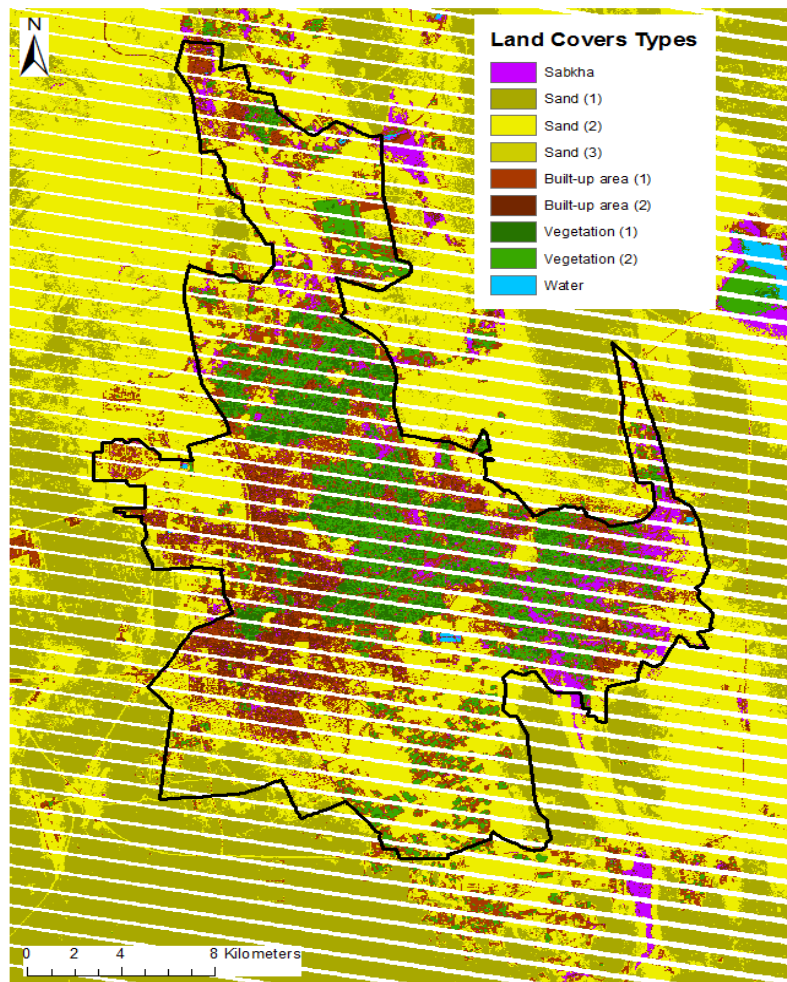 N
Land Covers Types
Sabkha
Sand (1)
Sand (2)
Sand (3)
Built-up area (1)
Built-up area (2)
Vegetation (1)
Vegetation (2)
Water
0 2 4 8 Kilometers